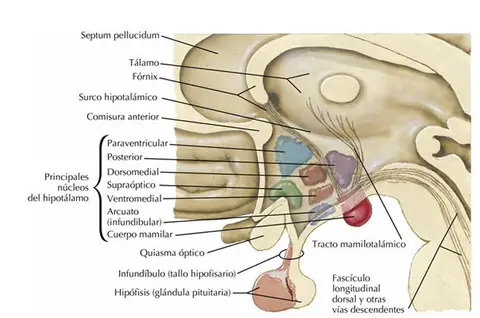 Septum pellucidum
Tálamo
Fórnix
Surco hipotalámico
Comisura anterior
Principales
núcleos
del hipotálamo
Paraventricular
Posterior
Dorsomedial
Supraóptico
Ventromedial
Arcuato
(infundibular)
Cuerpo mamilar
Quiasma óptico
Infundíbulo (tallo hipofisario)
Hipófisis (glándula pituitaria)
Tracto mamilotalámico
Fascículo
longitudinal
dorsal y otras
vías descendentes